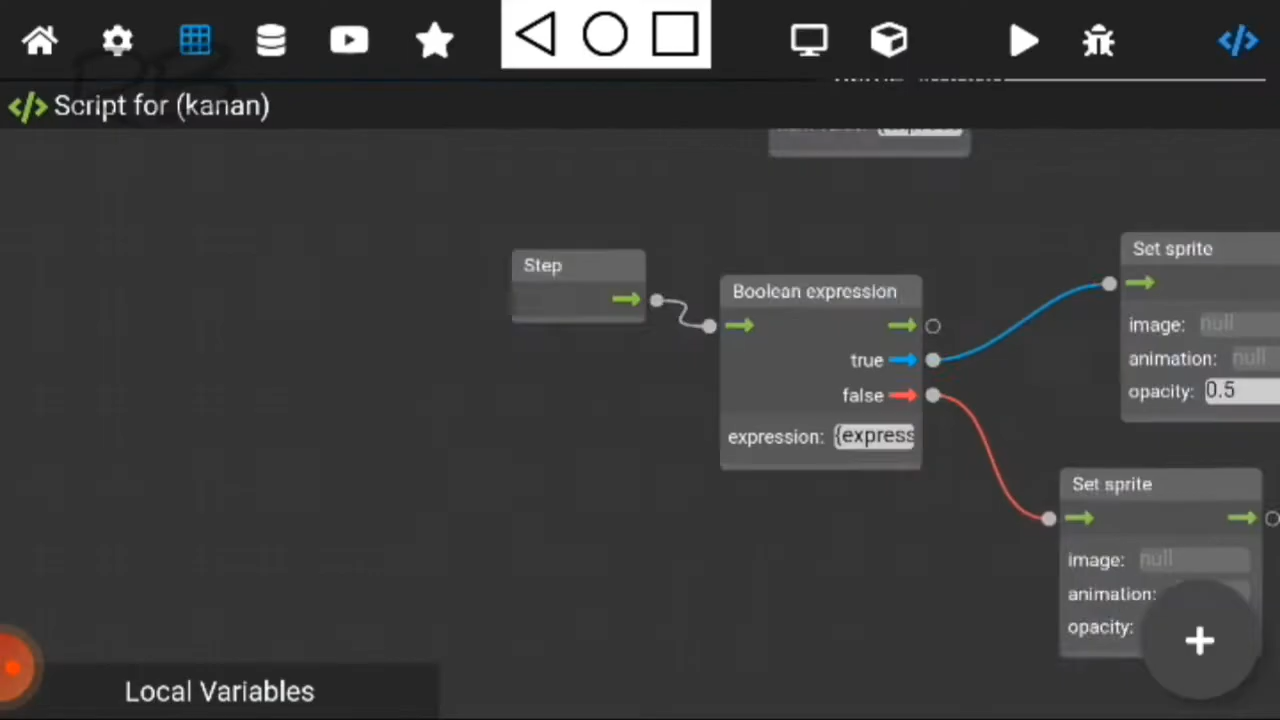 Script for (kanan)
Step
Boolean expression
true
false
expression: {express
Set sprite
image: null
animation: null
opacity: 0.5
Set sprite
image: null
animation:
opacity:
Local Variables